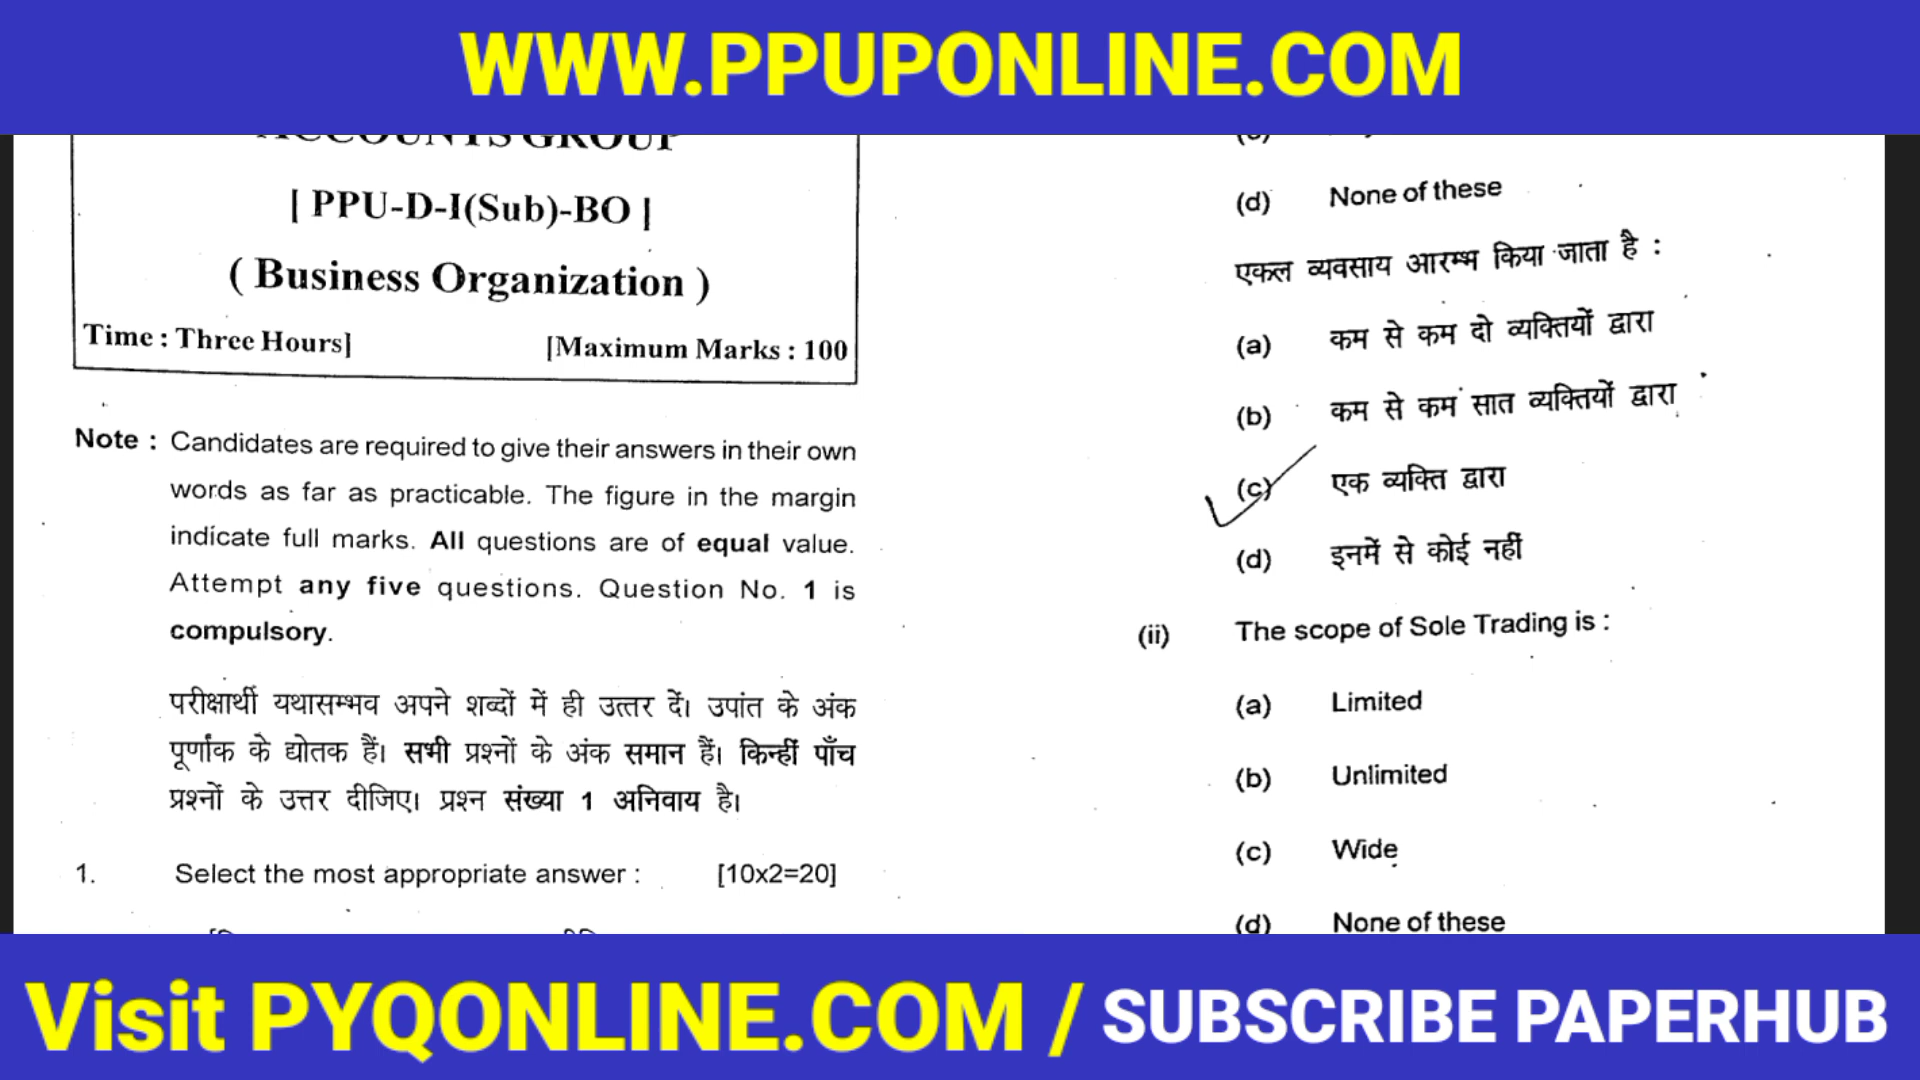 WWW.PPUPONLINE.COM
ACCOUNTS GROUP
| PPU-D-I(Sub)-BO |
( Business Organization )
Time : Three Hours]
[Maximum Marks : 100
Note : Candidates are required to give their answers in their own
words as far as practicable. The figure in the margin
indicate full marks. All questions are of equal value.
Attempt any five questions. Question No. 1 is
compulsory.
परीक्षार्थी यथासम्भव अपने शब्दों में ही उत्तर दें। उपांत के अंक
पूर्णांक के द्योतक हैं। सभी प्रश्नों के अंक समान हैं। किन्हीं पाँच
प्रश्नों के उत्तर दीजिए। प्रश्न संख्या 1 अनिवाय है।
1. Select the most appropriate answer : [10x2=20]
(d) None of these
एकल व्यवसाय आरम्भ किया जाता है :
(a) कम से कम दो व्यक्तियों द्वारा
(b) कम से कम सात व्यक्तियों द्वारा
(c) एक व्यक्ति द्वारा
(d) इनमें से कोई नहीं
(ii) The scope of Sole Trading is :
(a) Limited
(b) Unlimited
(c) Wide
(d) None of these
Visit PYQONLINE.COM / SUBSCRIBE PAPERHUB